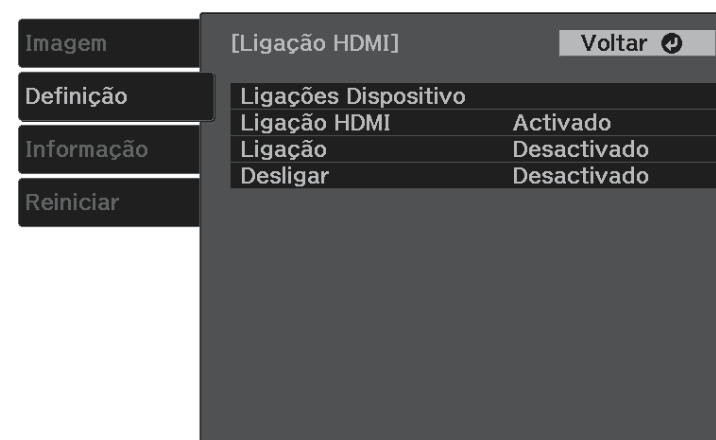 Imagem
Definição
Informação
Reiniciar
[Ligação HDMI]
Voltar
Ligações Dispositivo
Ligação HDMI Activado
Ligação Desactivado
Desligar Desactivado